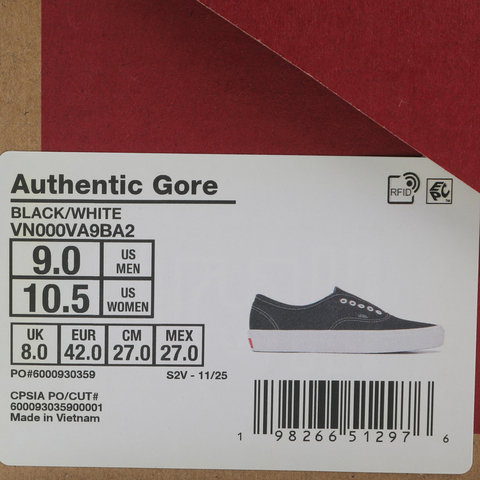 Authentic Gore
RFID
EPC
BLACK/WHITE
VN000VA9BA2
9.0 US MEN
10.5 US WOMEN
UK EUR CM MEX
8.0 42.0 27.0 27.0
PO#6000930359 S2V - 11/25
CPSIA PO/CUT#
600093035900001
Made in Vietnam
1 98266 51297 6